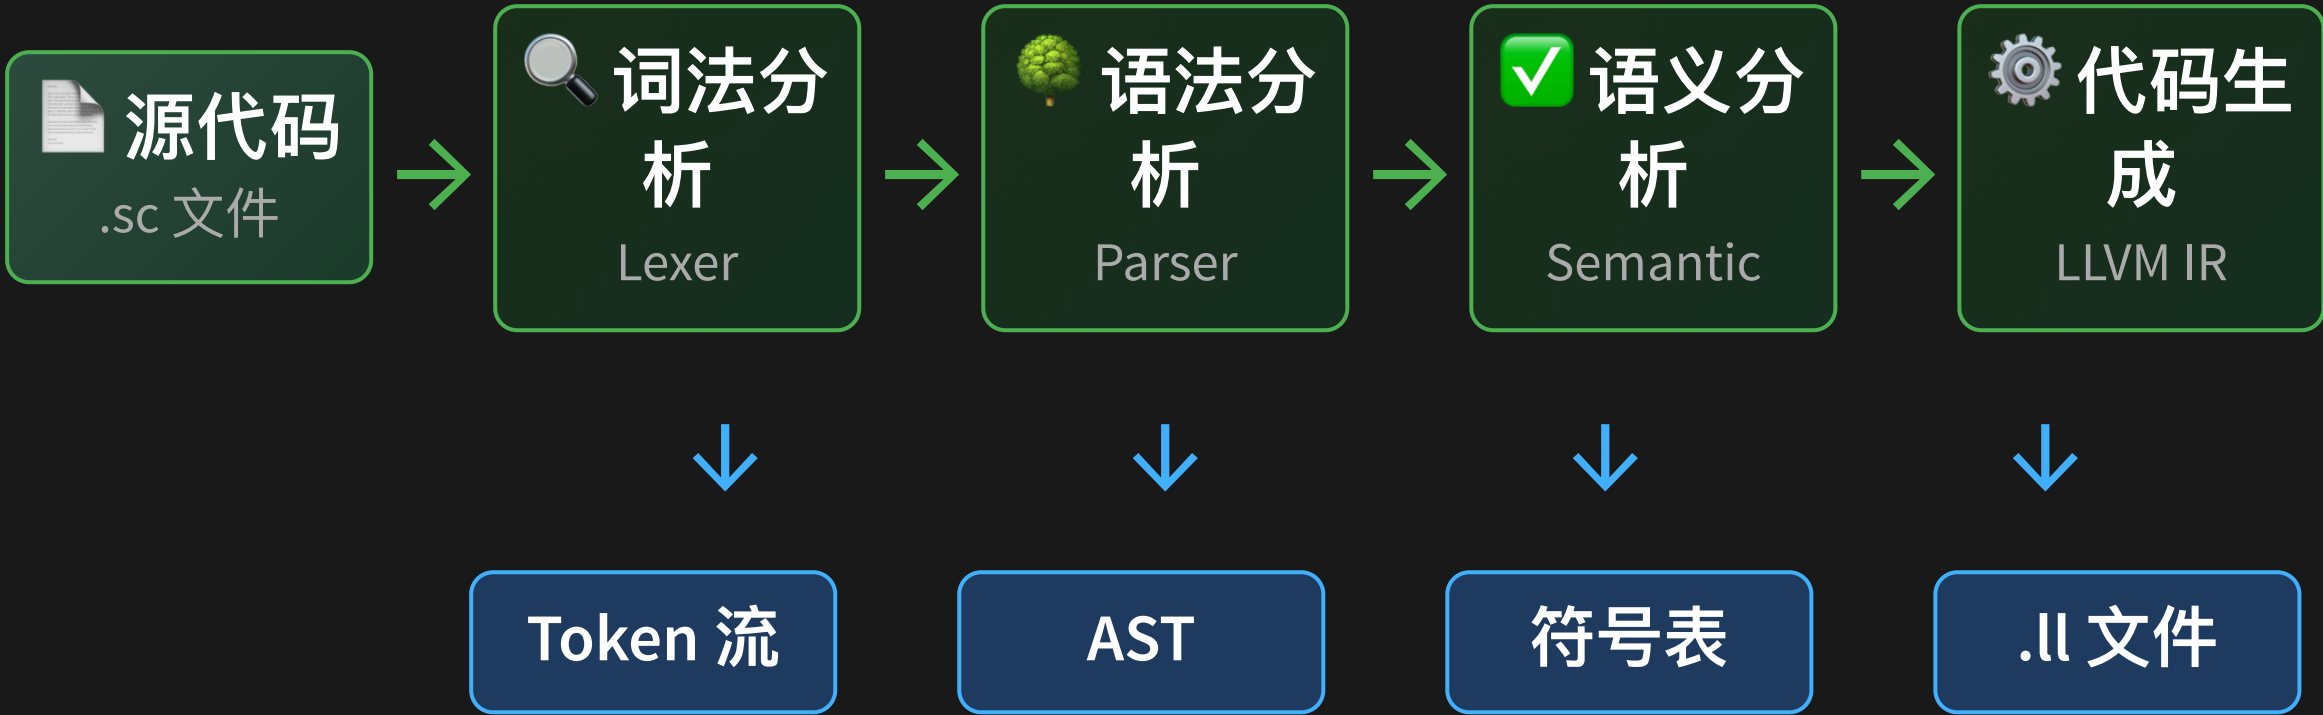 源代码
.sc 文件
词法分
析
Lexer
语法分
析
Parser
语义分
析
Semantic
代码生
成
LLVM IR
Token 流
AST
符号表
.ll 文件